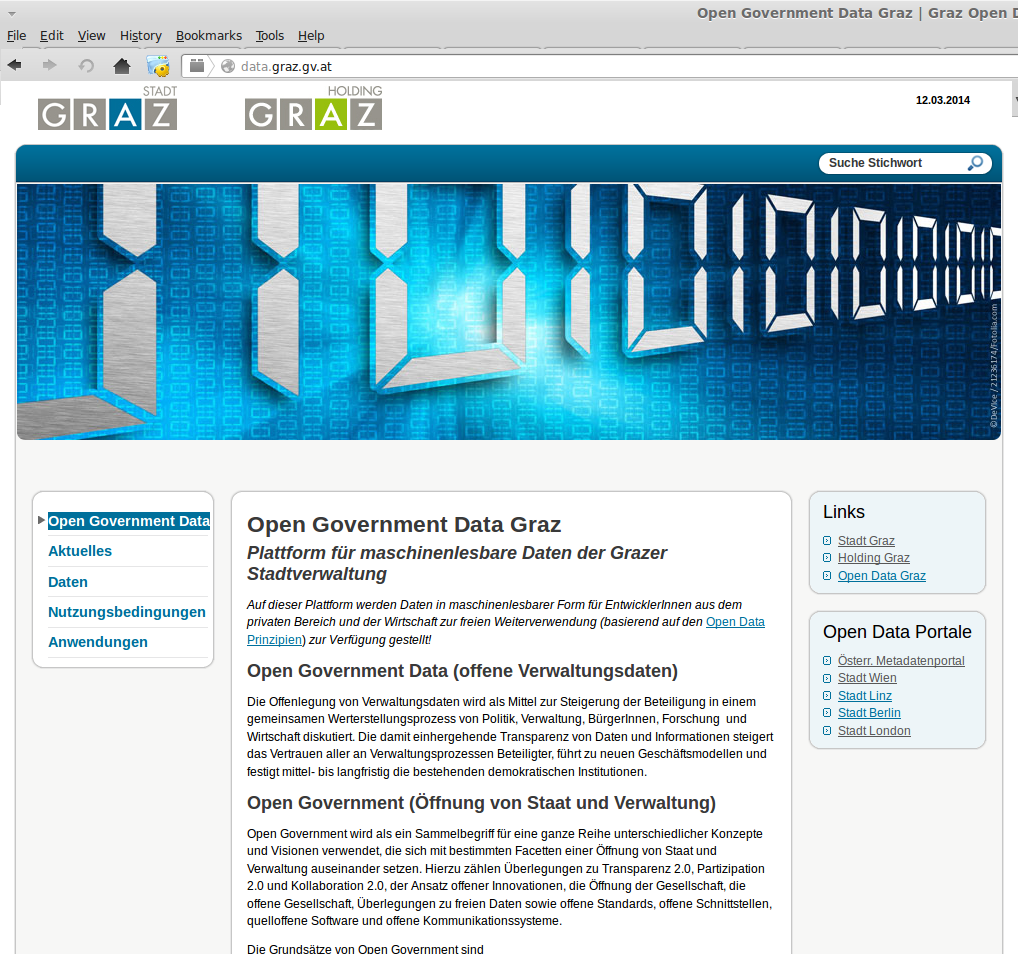 Open Government Data Graz | Graz Open D
File Edit View History Bookmarks Tools Help
data.graz.gv.at
STADT
GRAZ
HOLDING
GRAZ
12.03.2014
Suche Stichwort
©DeVIce / 21236174/Fotolia.com
Open Government Data
Aktuelles
Daten
Nutzungsbedingungen
Anwendungen
Open Government Data Graz
Plattform für maschinenlesbare Daten der Grazer
Stadtverwaltung
Auf dieser Plattform werden Daten in maschinenlesbarer Form für EntwicklerInnen aus dem
privaten Bereich und der Wirtschaft zur freien Weiterverwendung (basierend auf den Open Data
Prinzipien) zur Verfügung gestellt!
Open Government Data (offene Verwaltungsdaten)
Die Offenlegung von Verwaltungsdaten wird als Mittel zur Steigerung der Beteiligung in einem
gemeinsamen Werterstellungsprozess von Politik, Verwaltung, BürgerInnen, Forschung und
Wirtschaft diskutiert. Die damit einhergehende Transparenz von Daten und Informationen steigert
das Vertrauen aller an Verwaltungsprozessen Beteiligter, führt zu neuen Geschäftsmodellen und
festigt mittel- bis langfristig die bestehenden demokratischen Institutionen.
Open Government (Öffnung von Staat und Verwaltung)
Open Government wird als ein Sammelbegriff für eine ganze Reihe unterschiedlicher Konzepte
und Visionen verwendet, die sich mit bestimmten Facetten einer Öffnung von Staat und
Verwaltung auseinander setzen. Hierzu zählen Überlegungen zu Transparenz 2.0, Partizipation
2.0 und Kollaboration 2.0, der Ansatz offener Innovationen, die Öffnung der Gesellschaft, die
offene Gesellschaft, Überlegungen zu freien Daten sowie offene Standards, offene Schnittstellen,
quelloffene Software und offene Kommunikationssysteme.
Die Grundsätze von Open Government sind
Links
Stadt Graz
Holding Graz
Open Data Graz
Open Data Portale
Österr. Metadatenportal
Stadt Wien
Stadt Linz
Stadt Berlin
Stadt London